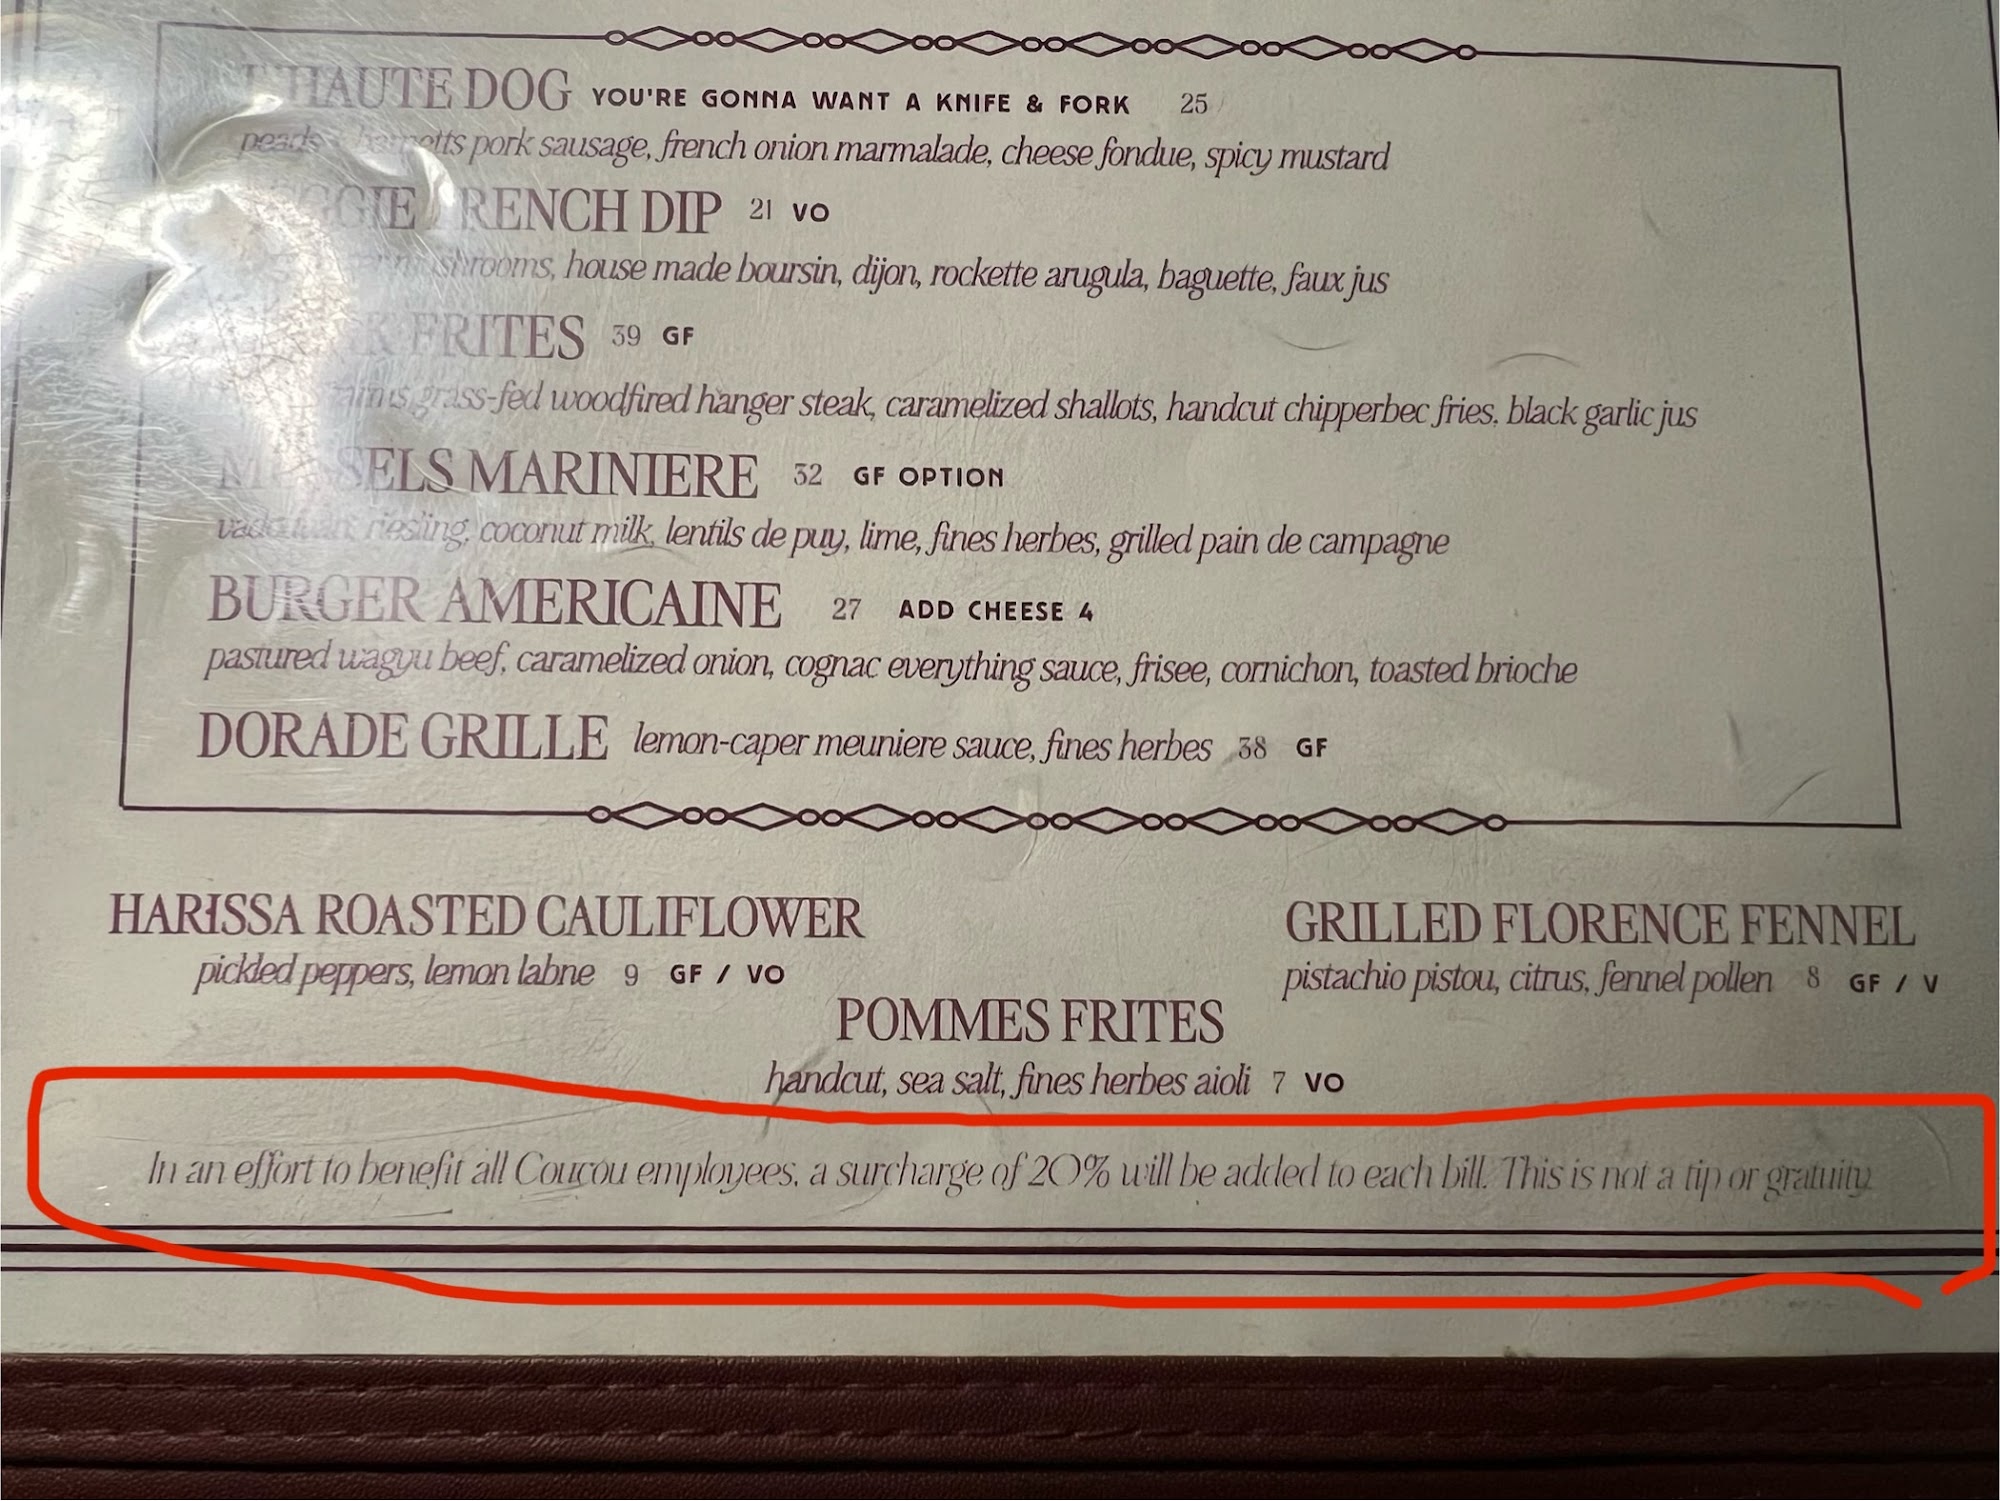 HAUTE DOG YOU'RE GONNA WANT A KNIFE & FORK 25
pork sausage, french onion marmalade, cheese fondue, spicy mustard
FRENCH DIP 21 VO
mushrooms, house made boursin, dijon, rockette arugula, baguette, faux jus
FRITES 39 GF
grass-fed woodfired hanger steak, caramelized shallots, handcut chipperbec fries, black garlic jus
MUSSELS MARINIERE 32 GF OPTION
riesling, coconut milk, lentils de puy, lime, fines herbes, grilled pain de campagne
BURGER AMERICAINE 27 ADD CHEESE 4
pastured wagyu beef, caramelized onion, cognac everything sauce, frisee, cornichon, toasted brioche
DORADE GRILLE lemon-caper meuniere sauce, fines herbes 38 GF
HARISSA ROASTED CAULIFLOWER
pickled peppers, lemon labne 9 GF / VO
GRILLED FLORENCE FENNEL
pistachio pistou, citrus, fennel pollen 8 GF / V
POMMES FRITES
handcut, sea salt, fines herbes aioli 7 VO
In an effort to benefit all Coucou employees, a surcharge of 20% will be added to each bill. This is not a tip or gratuity.